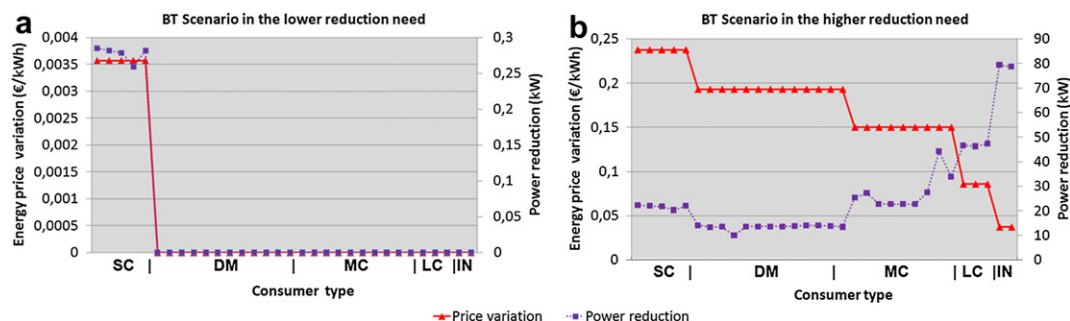 a
BT Scenario in the lower reduction need
Energy price variation (€/kWh)
0,004
0,0035
0,003
0,0025
0,002
0,0015
0,001
0,0005
0
0,3
0,25
0,2
0,15
0,1
0,05
0
Power reduction (kW)
SC | DM | MC | LC |IN
Consumer type
b
BT Scenario in the higher reduction need
Energy price variation (€/kWh)
0,25
0,2
0,15
0,1
0,05
0
90
80
70
60
50
40
30
20
10
0
Power reduction (kW)
SC | DM | MC | LC |IN
Consumer type
Price variation
Power reduction